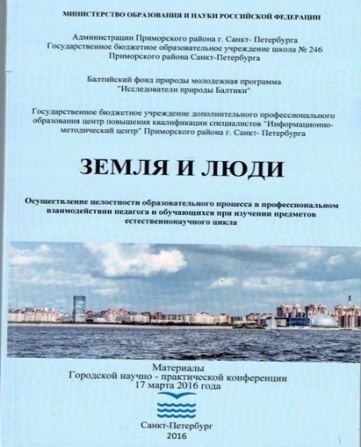 МИНИСТЕРСТВО ОБРАЗОВАНИЯ И НАУКИ РОССИЙСКОЙ ФЕДЕРАЦИИ
Администрации Приморского района г. Санкт- Петербурга
Государственное бюджетное образовательное учреждение школа № 246
Приморского района Санкт-Петербурга
Балтийский фонд природы молодежная программа
"Исследователи природы Балтики"
Государственное бюджетное учреждение дополнительного профессионального
образования центр повышения квалификации специалистов "Информационно-
методический центр" Приморского района г. Санкт- Петербурга
ЗЕМЛЯ И ЛЮДИ
Осуществление целостности образовательного процесса в профессиональном
взаимодействии педагога и обучающихся при изучении предметов
естественнонаучного цикла
Материалы
Городской научно - практической конференции
17 марта 2016 года
Санкт-Петербург
2016